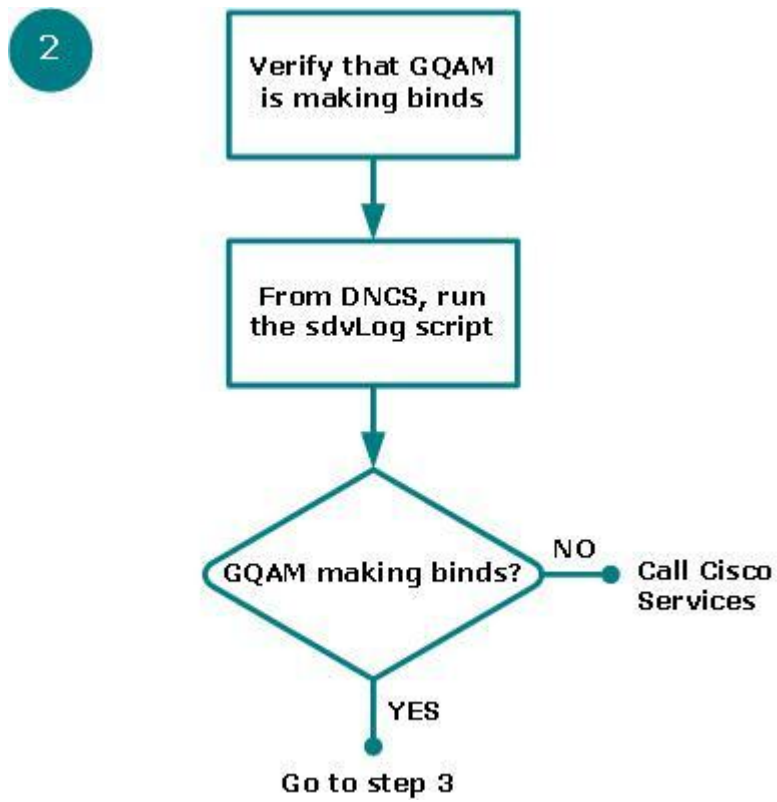 2
Verify that GQAM
is making binds
From DNCS, run
the sdvLog script
GQAM making binds?
NO
Call Cisco
Services
YES
Go to step 3